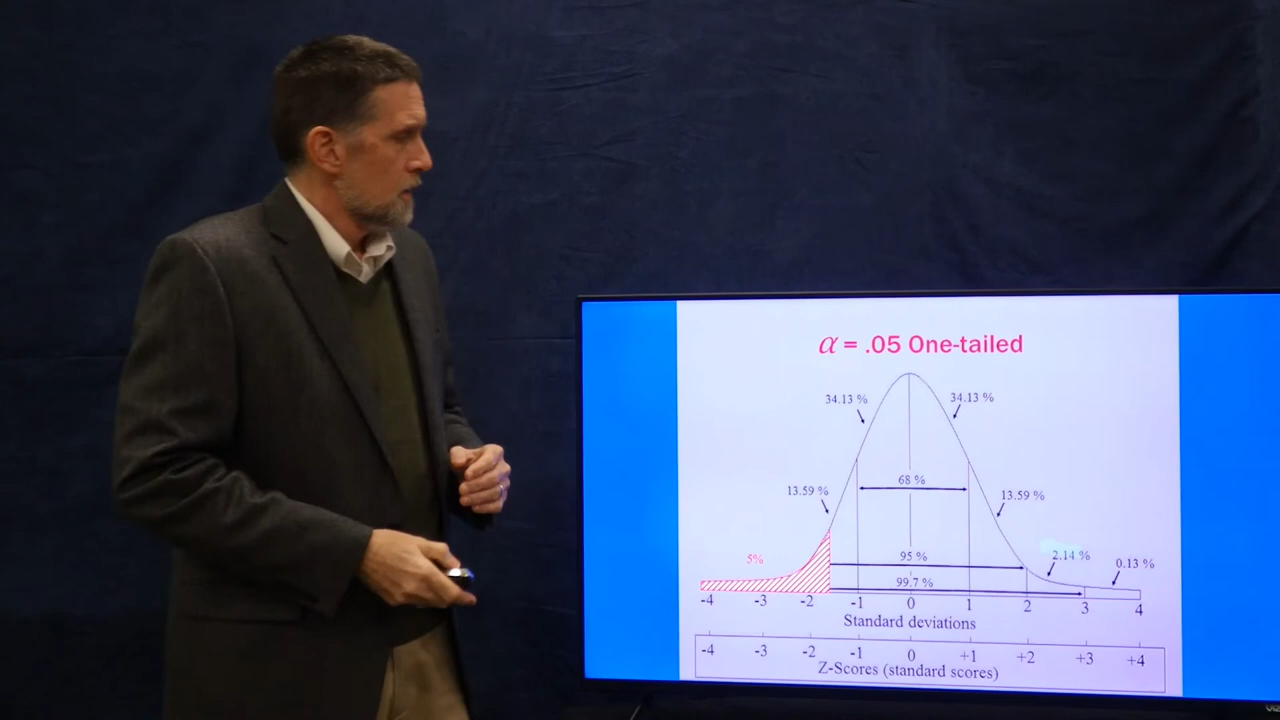 α = .05 One-tailed
34.13 %
34.13 %
68 %
13.59 %
13.59 %
5%
95 %
2.14 %
0.13 %
99.7 %
-4 -3 -2 -1 0 1 2 3 4
Standard deviations
-4 -3 -2 -1 0 +1 +2 +3 +4
Z-Scores (standard scores)